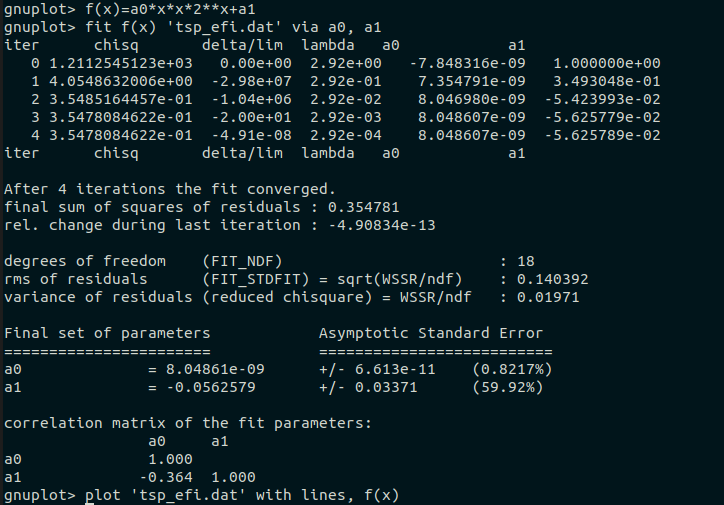 gnuplot> f(x)=a0*x*x*2**x+a1
gnuplot> fit f(x) 'tsp_efi.dat' via a0, a1
iter      chisq       delta/lim  lambda   a0            a1
   0 1.2112545123e+03   0.00e+00  2.92e+00   -7.848316e-09   1.000000e+00
   1 4.0548632006e+00  -2.98e+07  2.92e-01    7.354791e-09   3.493048e-01
   2 3.5485164457e-01  -1.04e+06  2.92e-02    8.046980e-09  -5.423993e-02
   3 3.5478084622e-01  -2.00e+01  2.92e-03    8.048607e-09  -5.625779e-02
   4 3.5478084622e-01  -4.91e-08  2.92e-04    8.048607e-09  -5.625789e-02
iter      chisq       delta/lim  lambda   a0            a1
After 4 iterations the fit converged.
final sum of squares of residuals : 0.354781
rel. change during last iteration : -4.90834e-13
degrees of freedom    (FIT_NDF)                        : 18
rms of residuals      (FIT_STDFIT) = sqrt(WSSR/ndf)    : 0.140392
variance of residuals (reduced chisquare) = WSSR/ndf   : 0.01971
Final set of parameters            Asymptotic Standard Error
=======================            ==========================
a0              = 8.04861e-09      +/- 6.613e-11    (0.8217%)
a1              = -0.0562579       +/- 0.03371      (59.92%)
correlation matrix of the fit parameters:
                a0     a1
a0              1.000
a1             -0.364  1.000
gnuplot> plot 'tsp_efi.dat' with lines, f(x)